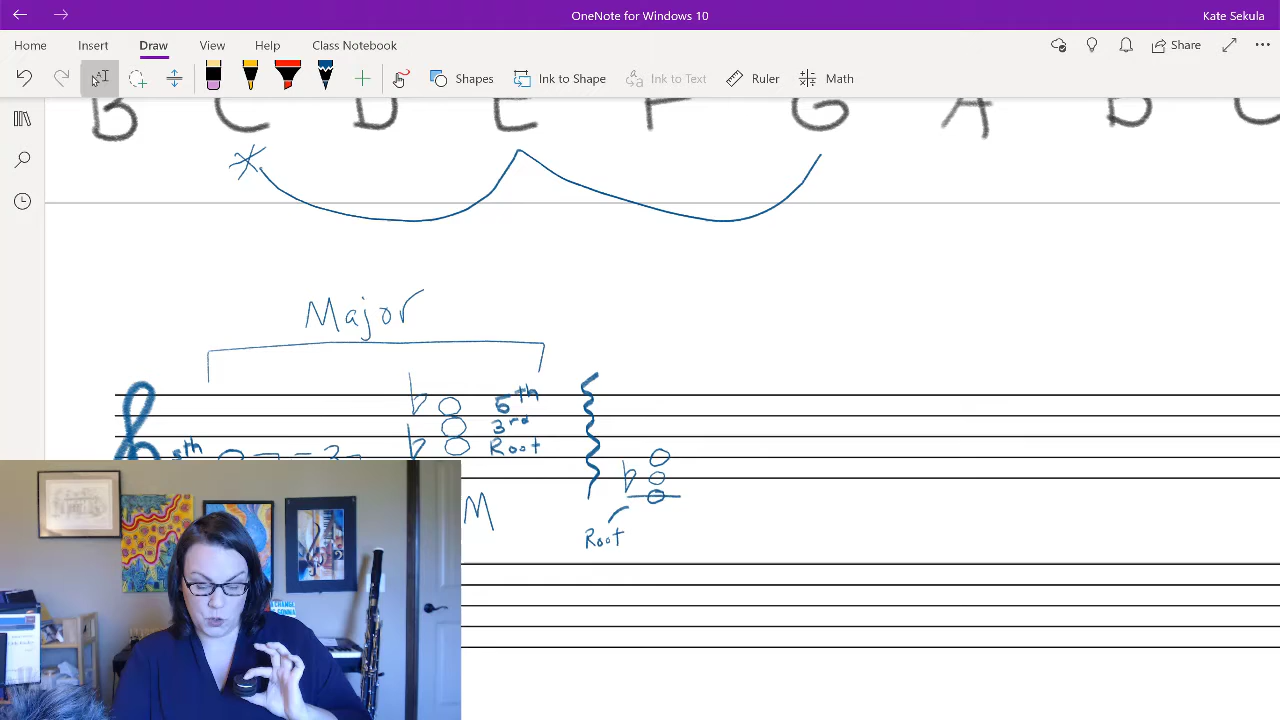 OneNote for Windows 10
Kate Sekula
Home Insert Draw View Help Class Notebook
Share
Shapes Ink to Shape Ink to Text Ruler Math
B C D E F G A B C
Major
5th
3rd
Root
M
Root